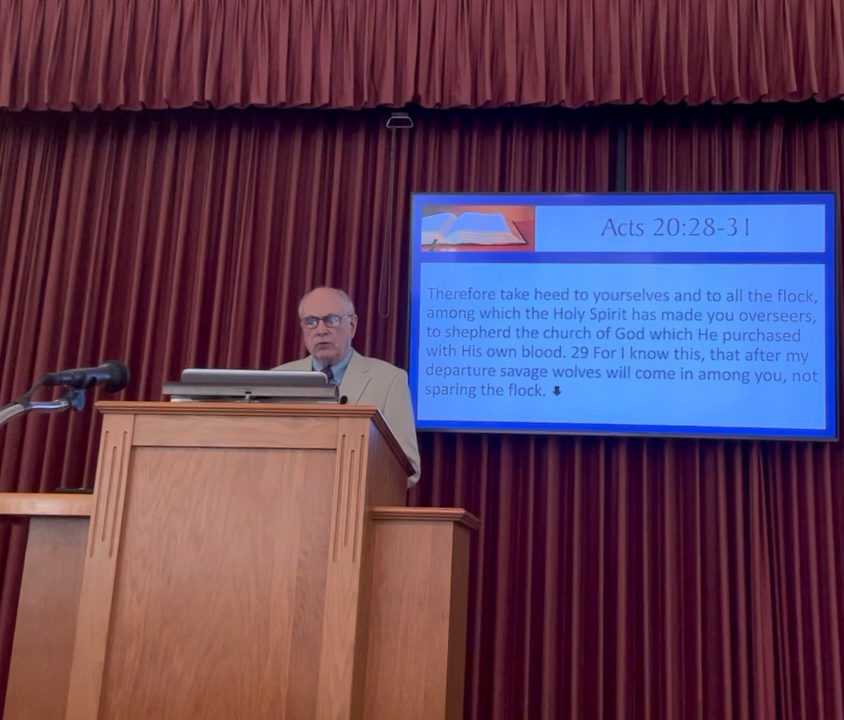 Acts 20:28-31
Therefore take heed to yourselves and to all the flock,
among which the Holy Spirit has made you overseers,
to shepherd the church of God which He purchased
with His own blood. 29 For I know this, that after my
departure savage wolves will come in among you, not
sparing the flock.